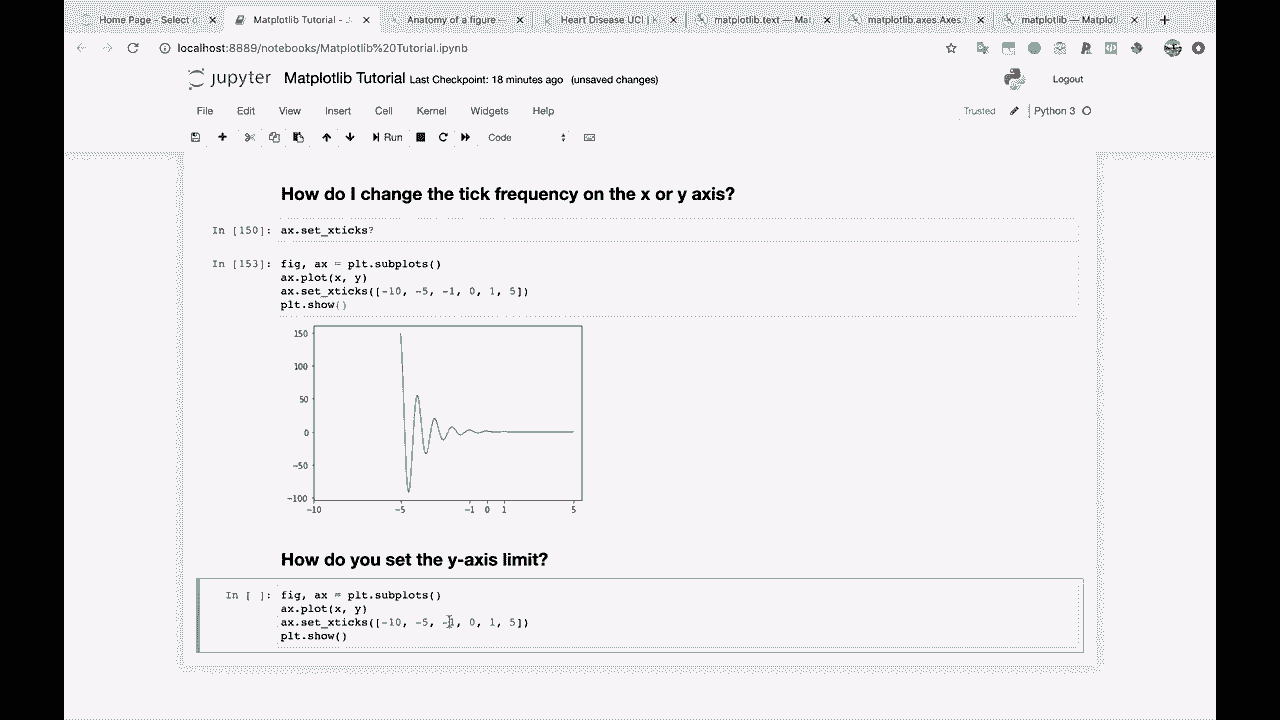 Home Page - Select or
Matplotlib Tutorial - J
Anatomy of a figure
Heart Disease UCI | K
matplotlib.text — Mat
matplotlib.axes.Axes
matplotlib — Matplot
localhost:8889/notebooks/Matplotlib%20Tutorial.ipynb
jupyter Matplotlib Tutorial Last Checkpoint: 18 minutes ago (unsaved changes) Logout
File Edit View Insert Cell Kernel Widgets Help Trusted Python 3
Run Code
How do I change the tick frequency on the x or y axis?
In [150]: ax.set_xticks?
In [153]: fig, ax = plt.subplots()
ax.plot(x, y)
ax.set_xticks([-10, -5, -1, 0, 1, 5])
plt.show()
150
100
50
0
−50
−100
−10 −5 −1 0 1 5
How do you set the y-axis limit?
In [ ]: fig, ax = plt.subplots()
ax.plot(x, y)
ax.set_xticks([-10, -5, -1, 0, 1, 5])
plt.show()